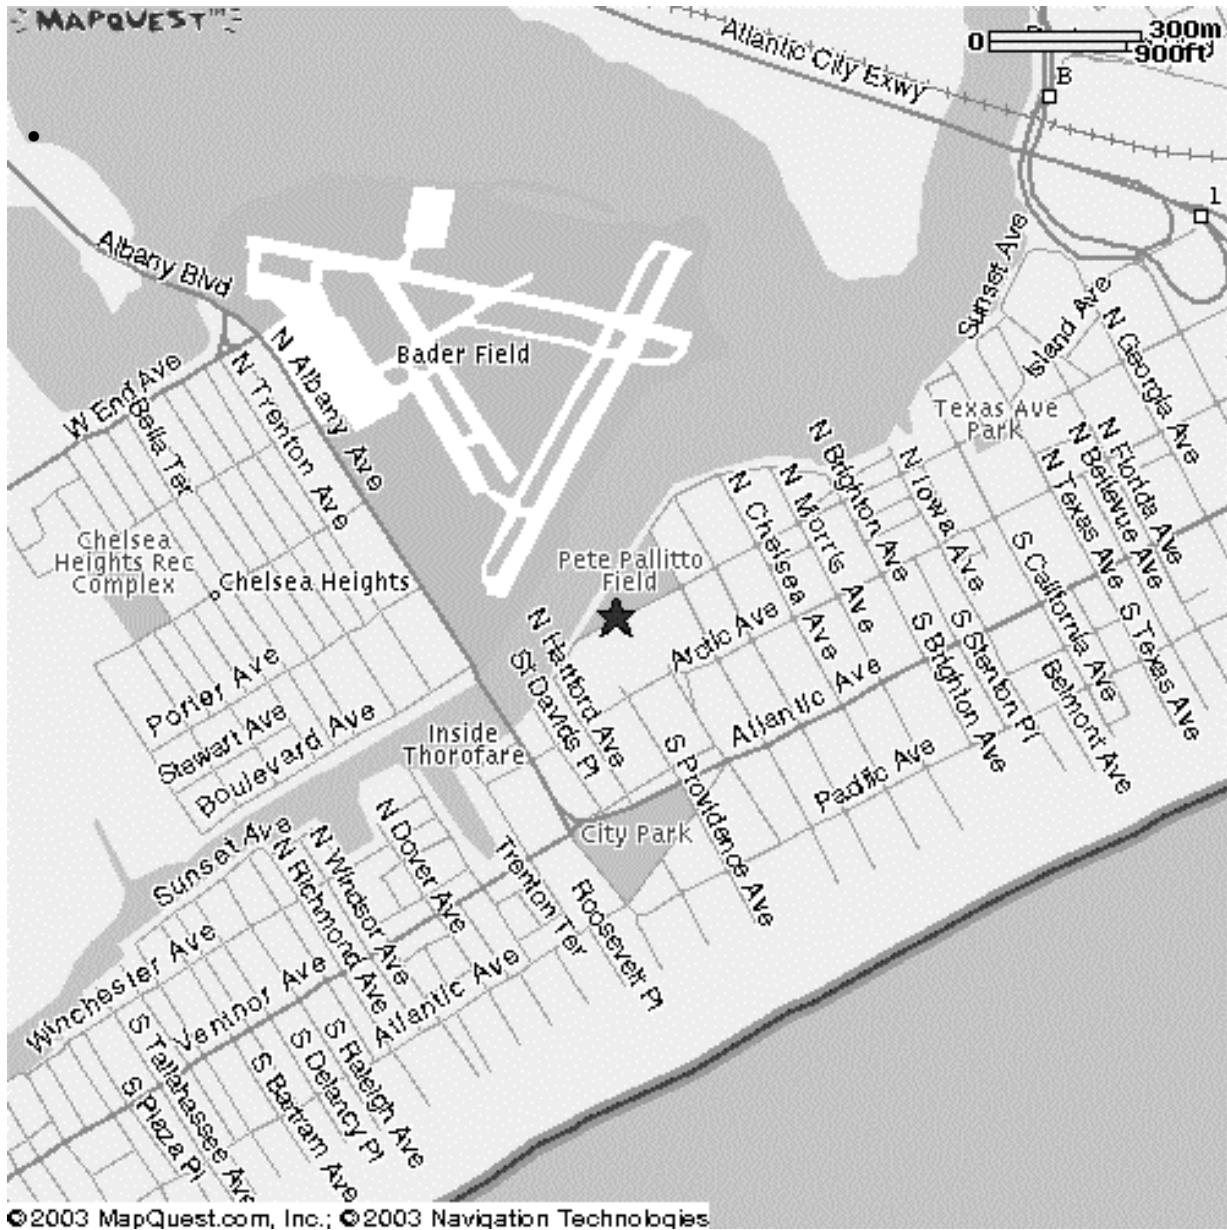 MAPQUEST™
0
300m
900ft
Atlantic City Exwy
B
1
Albany Blvd
Sunset Ave
Island Ave
N Georgia Ave
Bader Field
N Albany Ave
W End Ave
N Trenton Ave
Bella Ter
Texas Ave
Park
N Florida Ave
N Bellevue Ave
N Texas Ave
N Brighton Ave
N Iowa Ave
N Morris Ave
N Chelsea Ave
Chelsea
Heights Rec
Complex
Chelsea Heights
Pete Pallitto
Field
S California Ave
S Texas Ave
Arctic Ave
N Hartford Ave
St Davids Pl
S Brighton Ave
S Stenton Pl
Belmont Ave
Porter Ave
Stewart Ave
Boulevard Ave
Inside
Thorofare
Atlantic Ave
S Providence Ave
Pacific Ave
City Park
Sunset Ave
N Richmond Ave
N Windsor Ave
N Dover Ave
Trenton Ter
Roosevelt Pl
Winchester Ave
Ventnor Ave
Atlantic Ave
S Tallahassee Ave
S Plaza Pl
S Bartram Ave
S Delancy Pl
S Raleigh Ave
©2003 MapQuest.com, Inc.; ©2003 Navigation Technologies